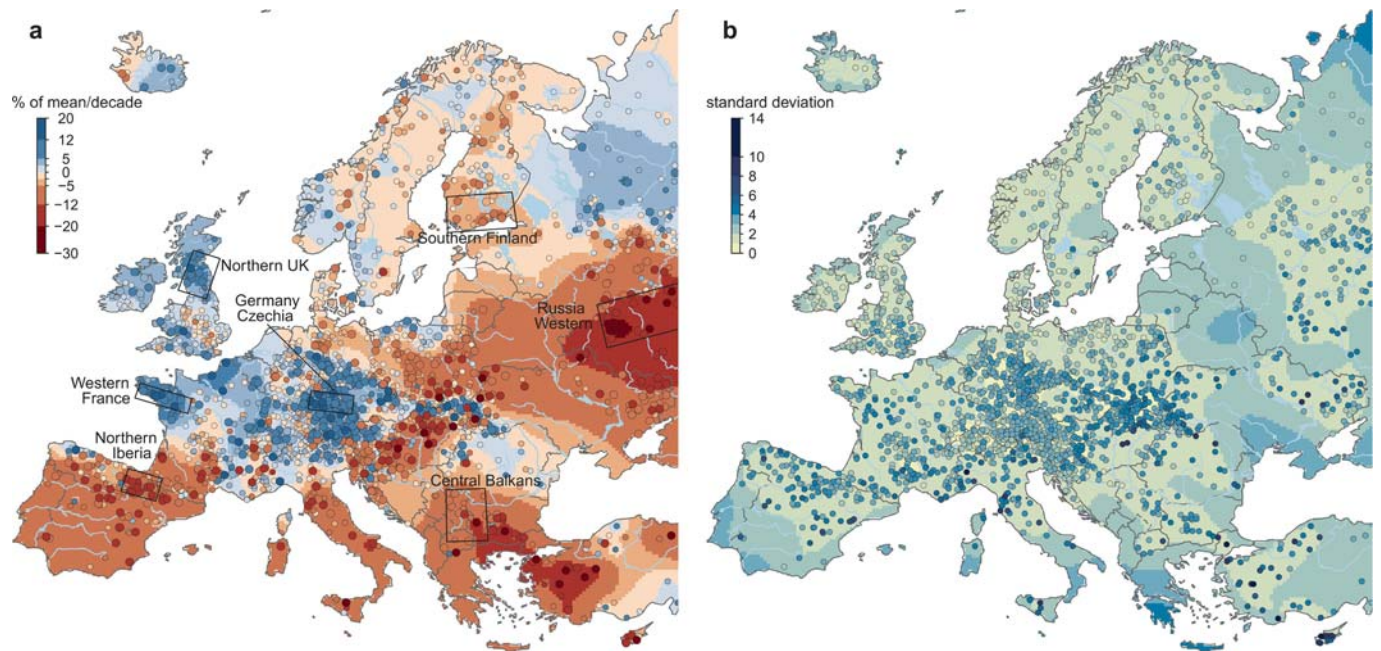 a
% of mean/decade
20
12
5
0
−5
−12
−20
−30
Southern Finland
Northern UK
Germany
Czechia
Russia
Western
Western
France
Northern
Iberia
Central Balkans
b
standard deviation
14
10
8
6
4
2
0